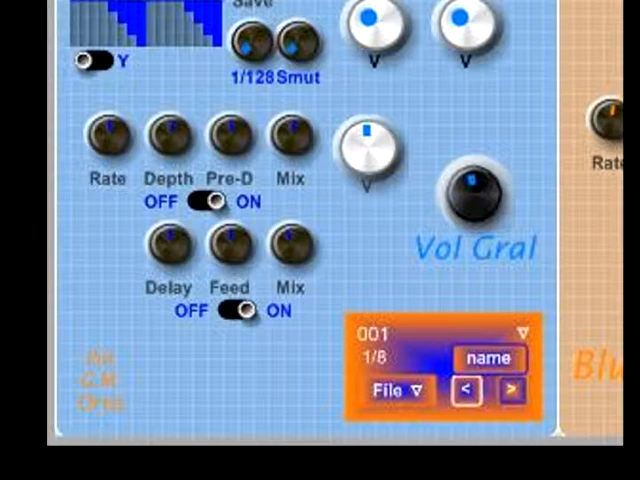 Save
Y
1/128 Smut
V V
Rate Depth Pre-D Mix
Rate
V
OFF ON
Vol Gral
Delay Feed Mix
OFF ON
001
1/8 name
File < >